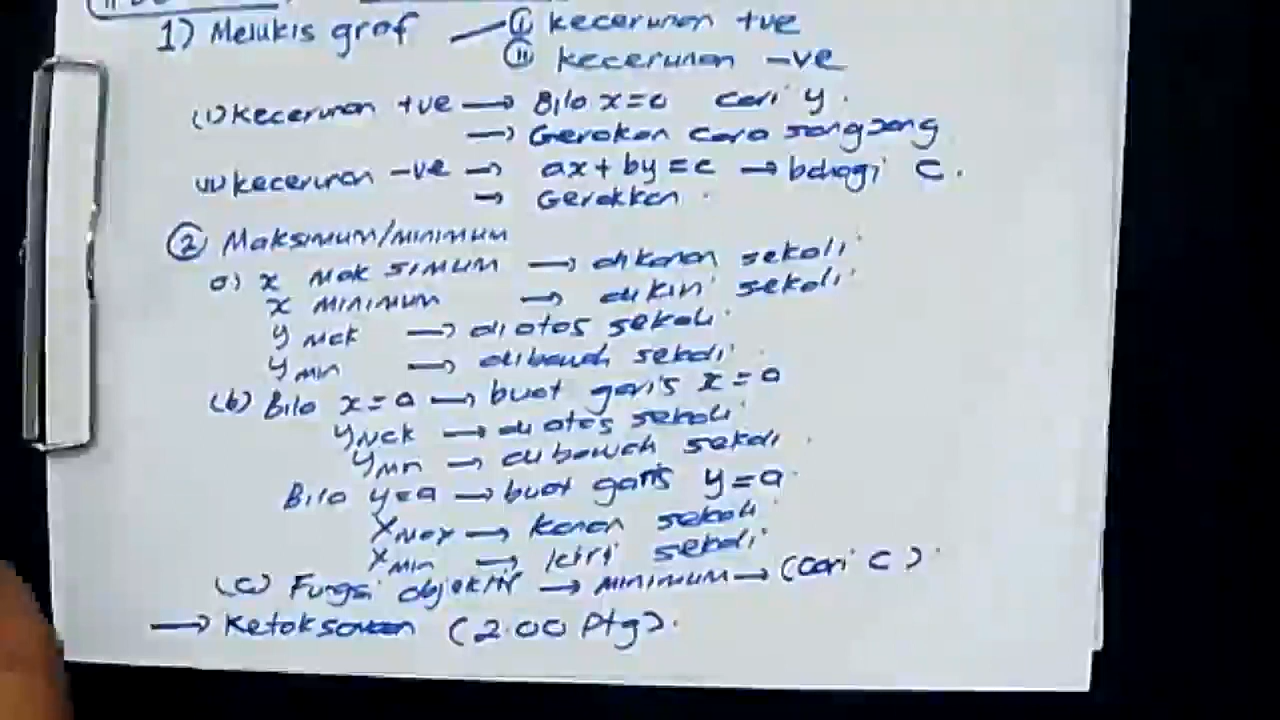 1) Melukis graf — (i) kecerunan +ve
(ii) kecerunan -ve
(i) kecerunan +ve → Bila x=0 cari y.
→ Gerakan cara songsang
(ii) kecerunan -ve → ax + by = c → bahagi c.
→ Gerakkan.
(2) Maksimum/minimum
a) x maksimum → dikanan sekali
x minimum → dikiri sekali
y mak → diatas sekali
y min → dibawah sekali
(b) Bila x=a → buat garis x=a
y mak → diatas sekali
y min → dibawah sekali
Bila y=a → buat garis y=a
x max → kanan sekali
x min → kiri sekali
(c) Fungsi objektif → minimum → (cari c)
→ Ketaksamaan (2.00 ptg).